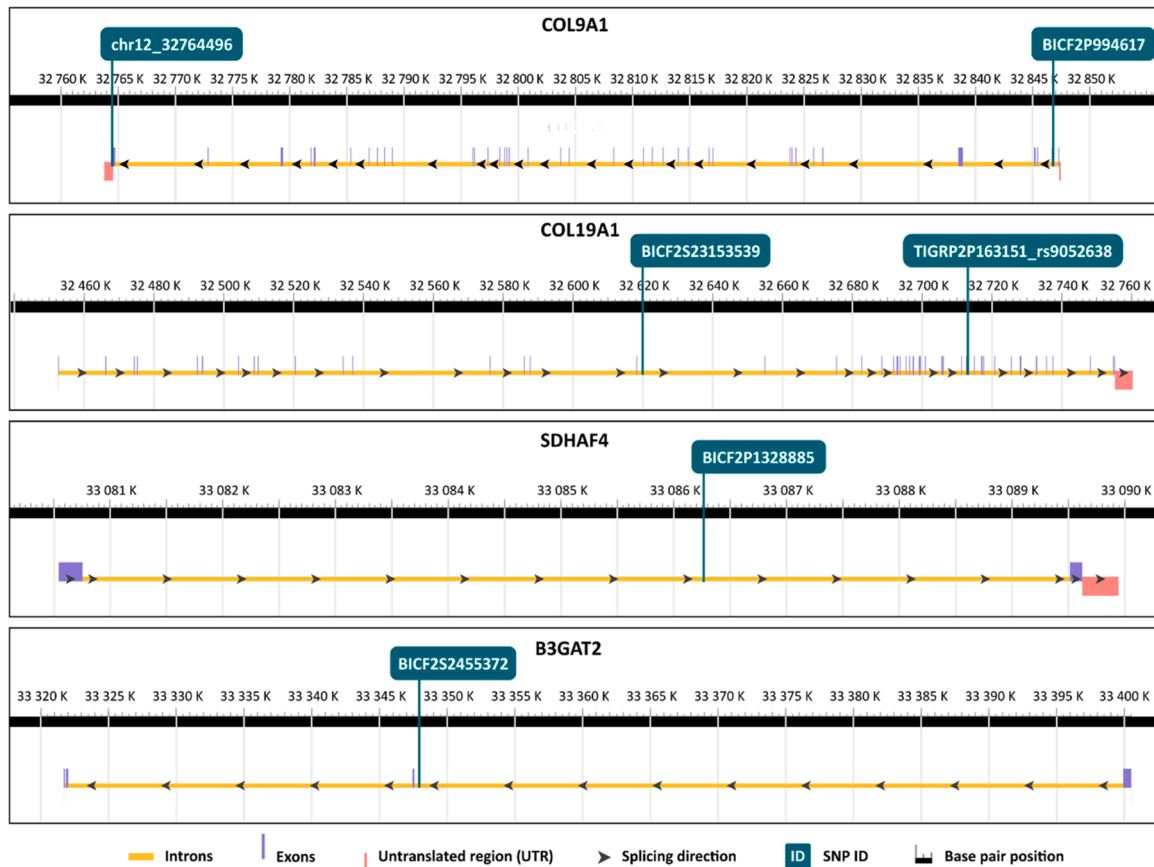 COL9A1
chr12_32764496
BICF2P994617
32 760 K 32 765 K 32 770 K 32 775 K 32 780 K 32 785 K 32 790 K 32 795 K 32 800 K 32 805 K 32 810 K 32 815 K 32 820 K 32 825 K 32 830 K 32 835 K 32 840 K 32 845 K 32 850 K
COL19A1
BICF2S23153539
TIGRP2P163151_rs9052638
32 460 K 32 480 K 32 500 K 32 520 K 32 540 K 32 560 K 32 580 K 32 600 K 32 620 K 32 640 K 32 660 K 32 680 K 32 700 K 32 720 K 32 740 K 32 760 K
SDHAF4
BICF2P1328885
33 081 K 33 082 K 33 083 K 33 084 K 33 085 K 33 086 K 33 087 K 33 088 K 33 089 K 33 090 K
B3GAT2
BICF2S2455372
33 320 K 33 325 K 33 330 K 33 335 K 33 340 K 33 345 K 33 350 K 33 355 K 33 360 K 33 365 K 33 370 K 33 375 K 33 380 K 33 385 K 33 390 K 33 395 K 33 400 K
Introns Exons Untranslated region (UTR) Splicing direction ID SNP ID Base pair position